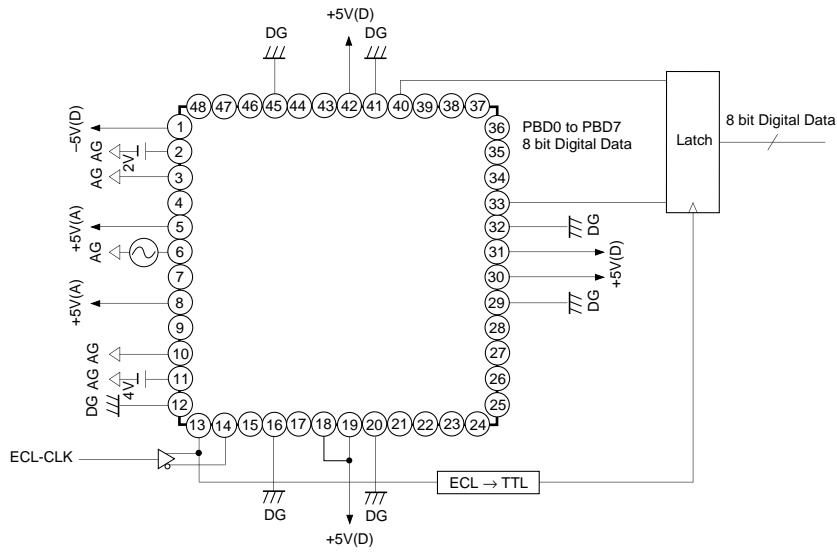 +5V(D)
DG
DG
48 47 46 45 44 43 42 41 40 39 38 37
–5V(D)
AG AG
2V
AG
+5V(A)
AG
+5V(A)
AG
AG
4V
AG
DG
1
2
3
4
5
6
7
8
9
10
11
12
36
35
34
33
32
31
30
29
28
27
26
25
PBD0 to PBD7
8 bit Digital Data
DG
+5V(D)
DG
Latch
8 bit Digital Data
13 14 15 16 17 18 19 20 21 22 23 24
ECL-CLK
ECL → TTL
DG
DG
+5V(D)